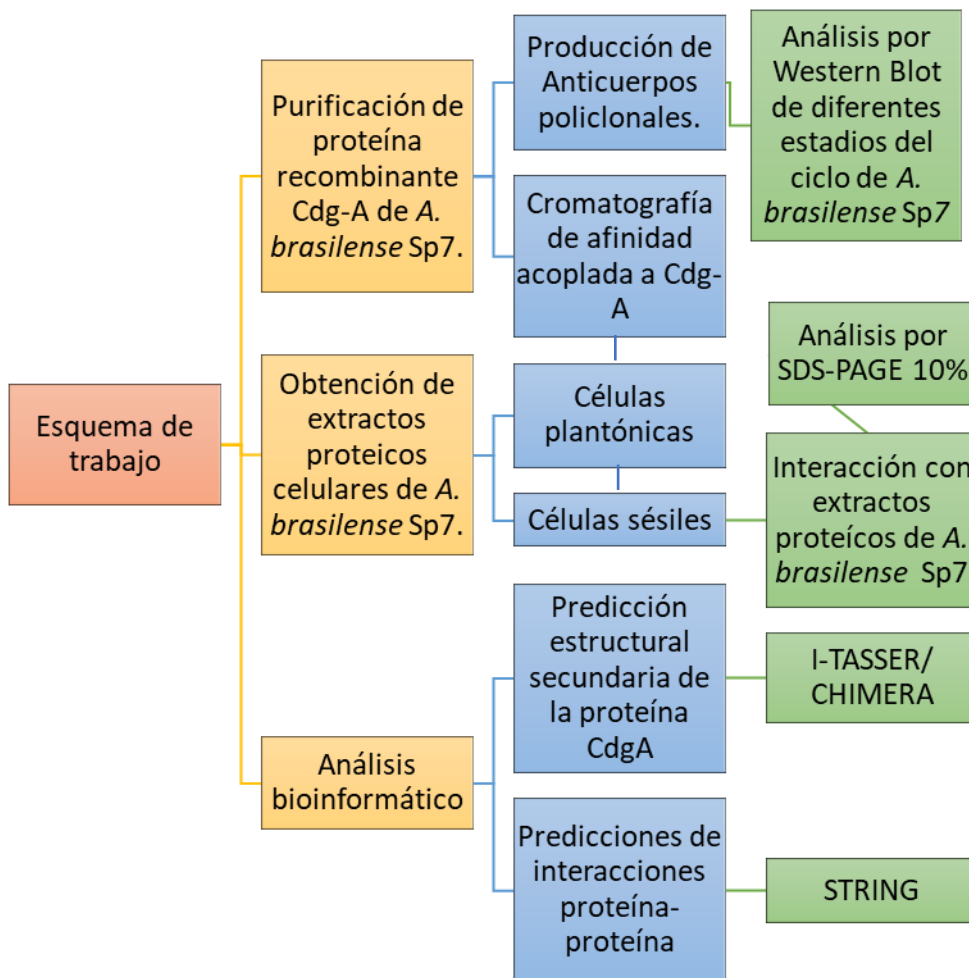 Esquema de
trabajo
Purificación de
proteína
recombinante
Cdg-A de A.
brasilense Sp7.
Producción de
Anticuerpos
policlonales.
Análisis por
Western Blot
de diferentes
estadios del
ciclo de A.
brasilense Sp7
Cromatografía
de afinidad
acoplada a Cdg-
A
Obtención de
extractos
proteicos
celulares de A.
brasilense Sp7.
Células
plantónicas
Células sésiles
Análisis por
SDS-PAGE 10%
Interacción con
extractos
proteícos de A.
brasilense Sp7
Análisis
bioinformático
Predicción
estructural
secundaria de
la proteína
CdgA
I-TASSER/
CHIMERA
Predicciones de
interacciones
proteína-
proteína
STRING